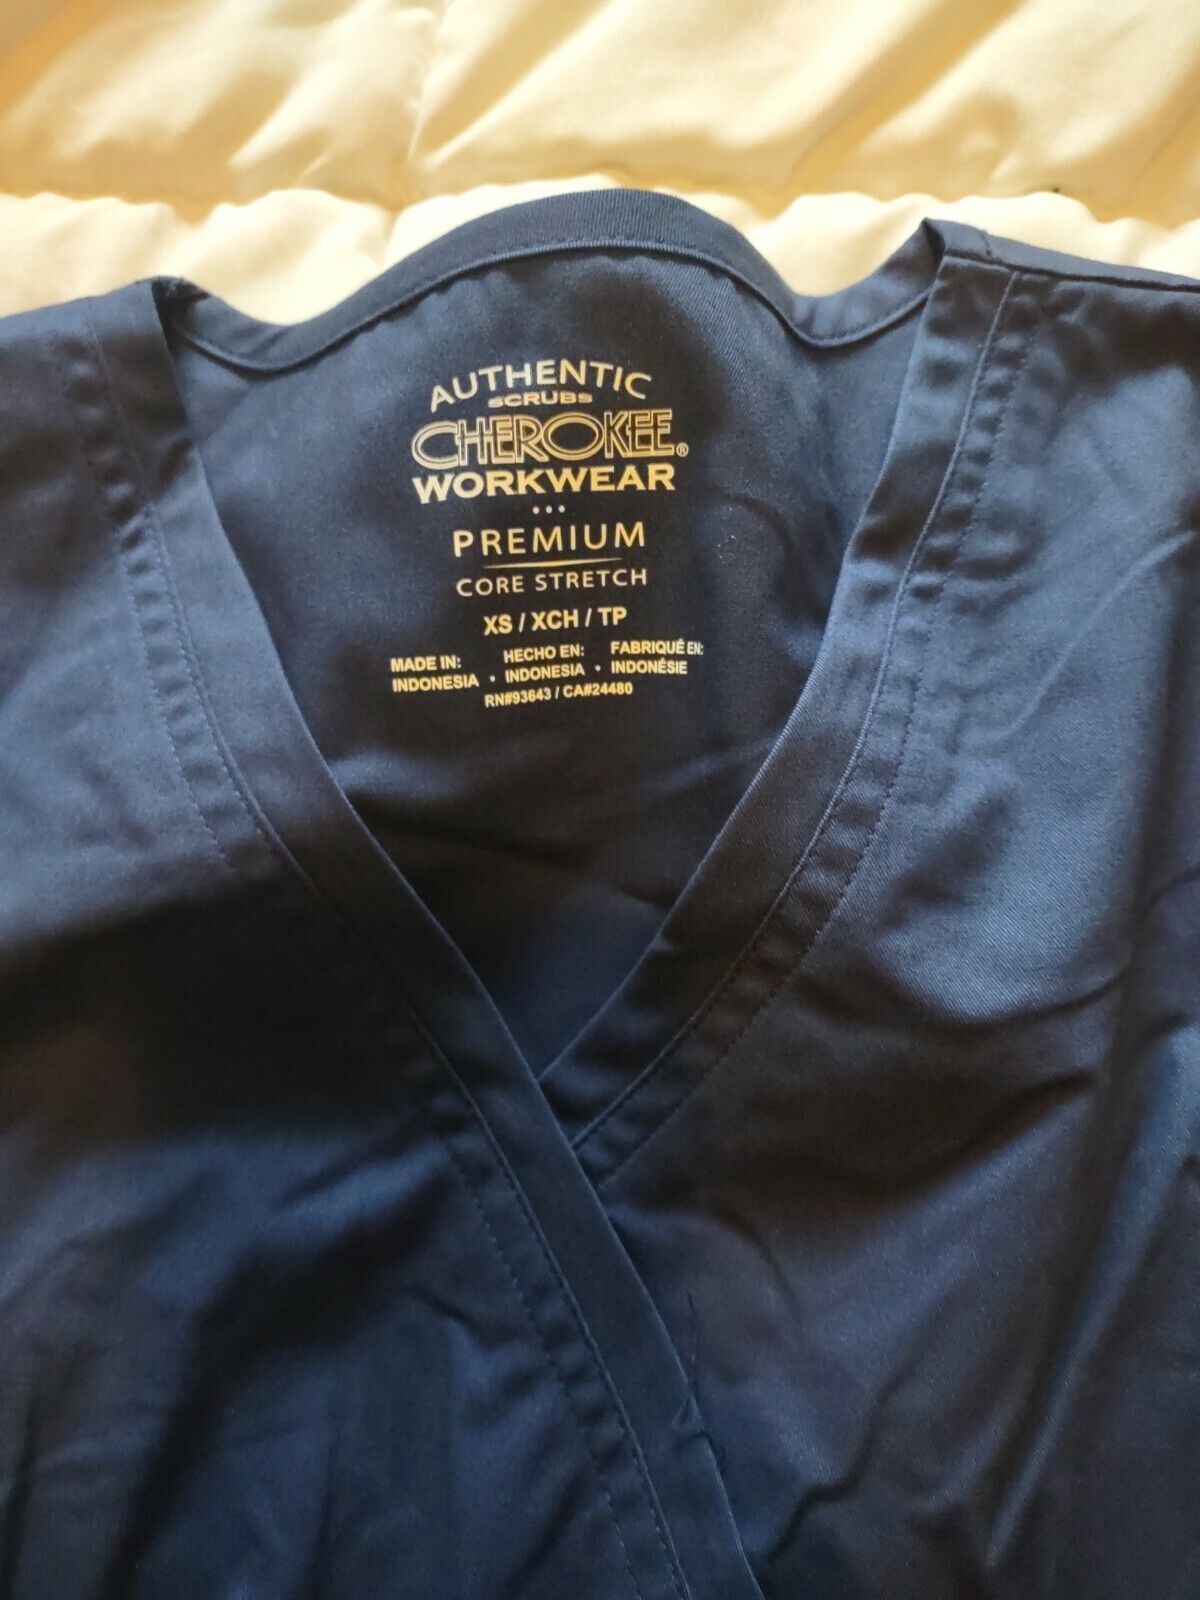 AUTHENTIC
SCRUBS
CHEROKEE®
WORKWEAR
•••
PREMIUM
CORE STRETCH
XS / XCH / TP
MADE IN: HECHO EN: FABRIQUÉ EN:
INDONESIA • INDONESIA • INDONÉSIE
RN#93643 / CA#24480